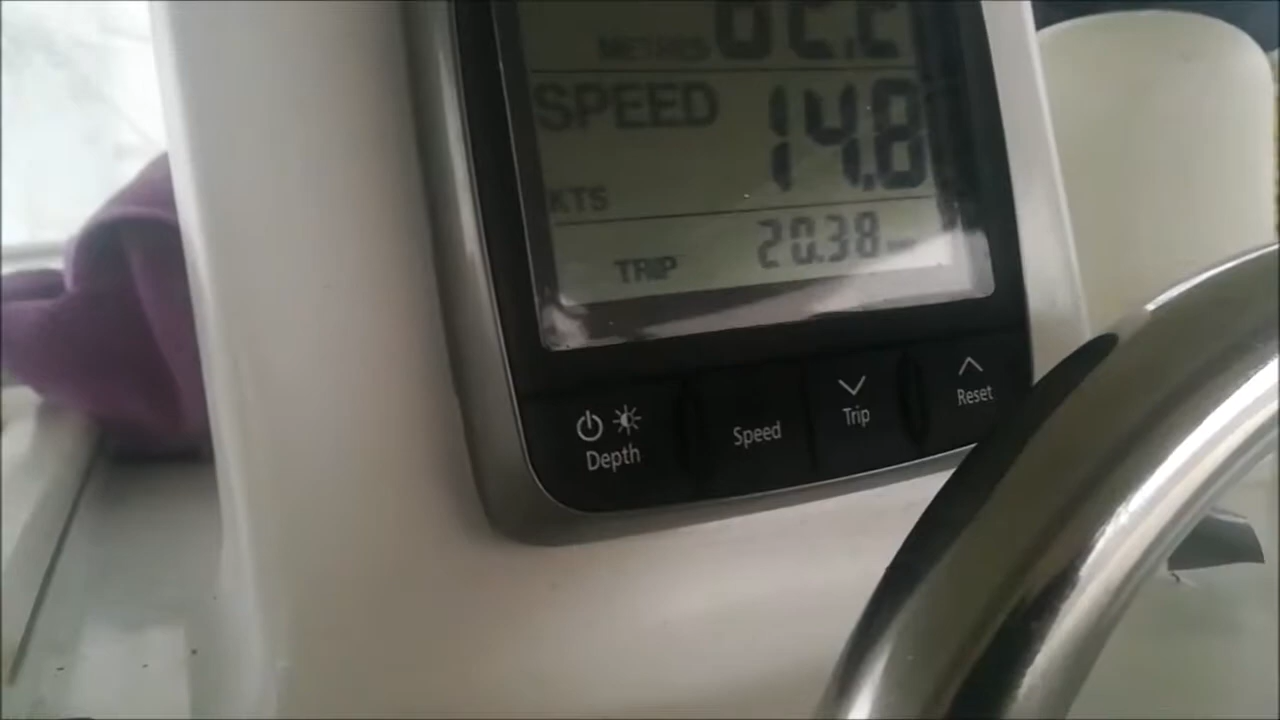 METRES
SPEED 14.8
KTS
TRIP 20.38
Depth
Speed
Trip
Reset